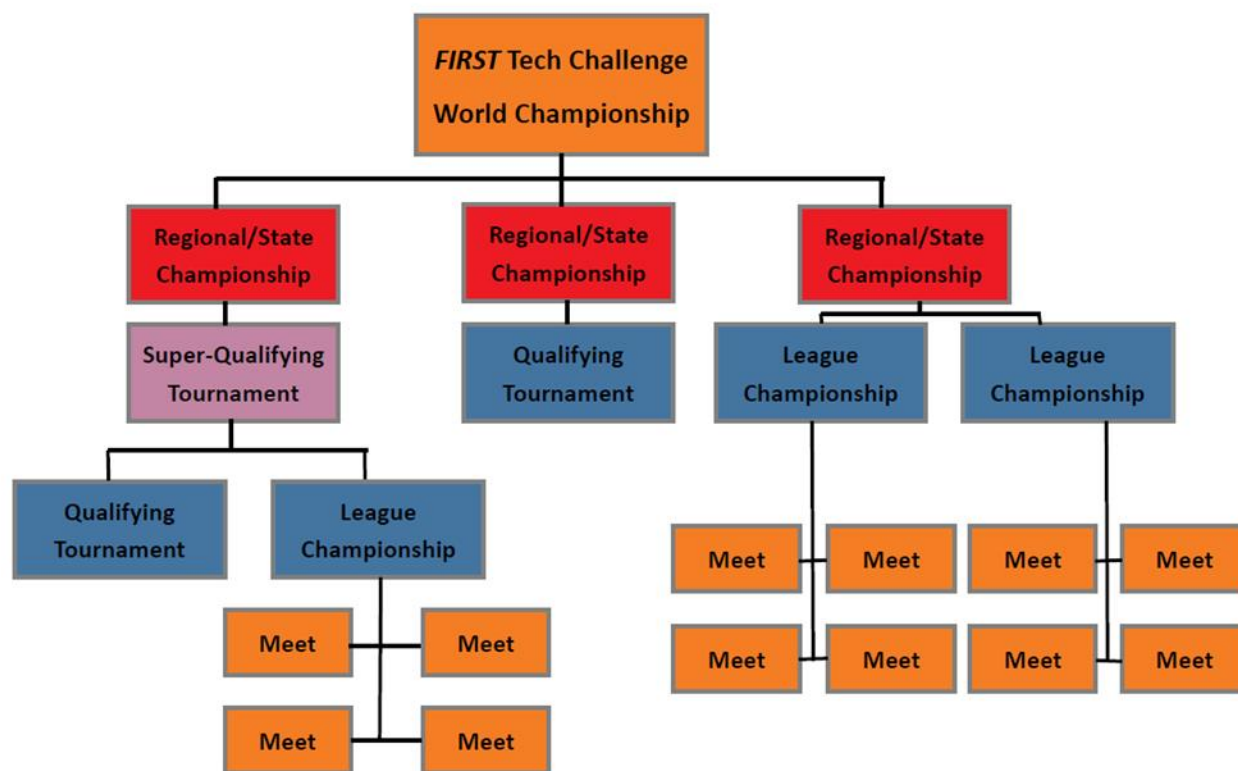 FIRST Tech Challenge
World Championship
Regional/State
Championship
Regional/State
Championship
Regional/State
Championship
Super-Qualifying
Tournament
Qualifying
Tournament
League
Championship
League
Championship
Qualifying
Tournament
League
Championship
Meet
Meet
Meet
Meet
Meet
Meet
Meet
Meet
Meet
Meet
Meet
Meet